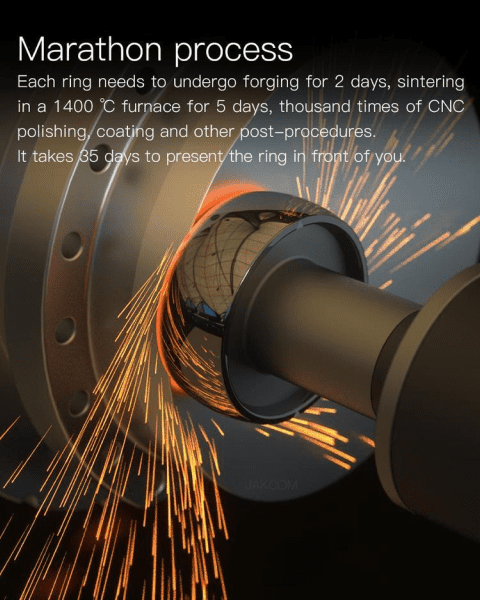 Marathon process
Each ring needs to undergo forging for 2 days, sintering
in a 1400 ℃ furnace for 5 days, thousand times of CNC
polishing, coating and other post-procedures.
It takes 35 days to present the ring in front of you.
JAKCOM